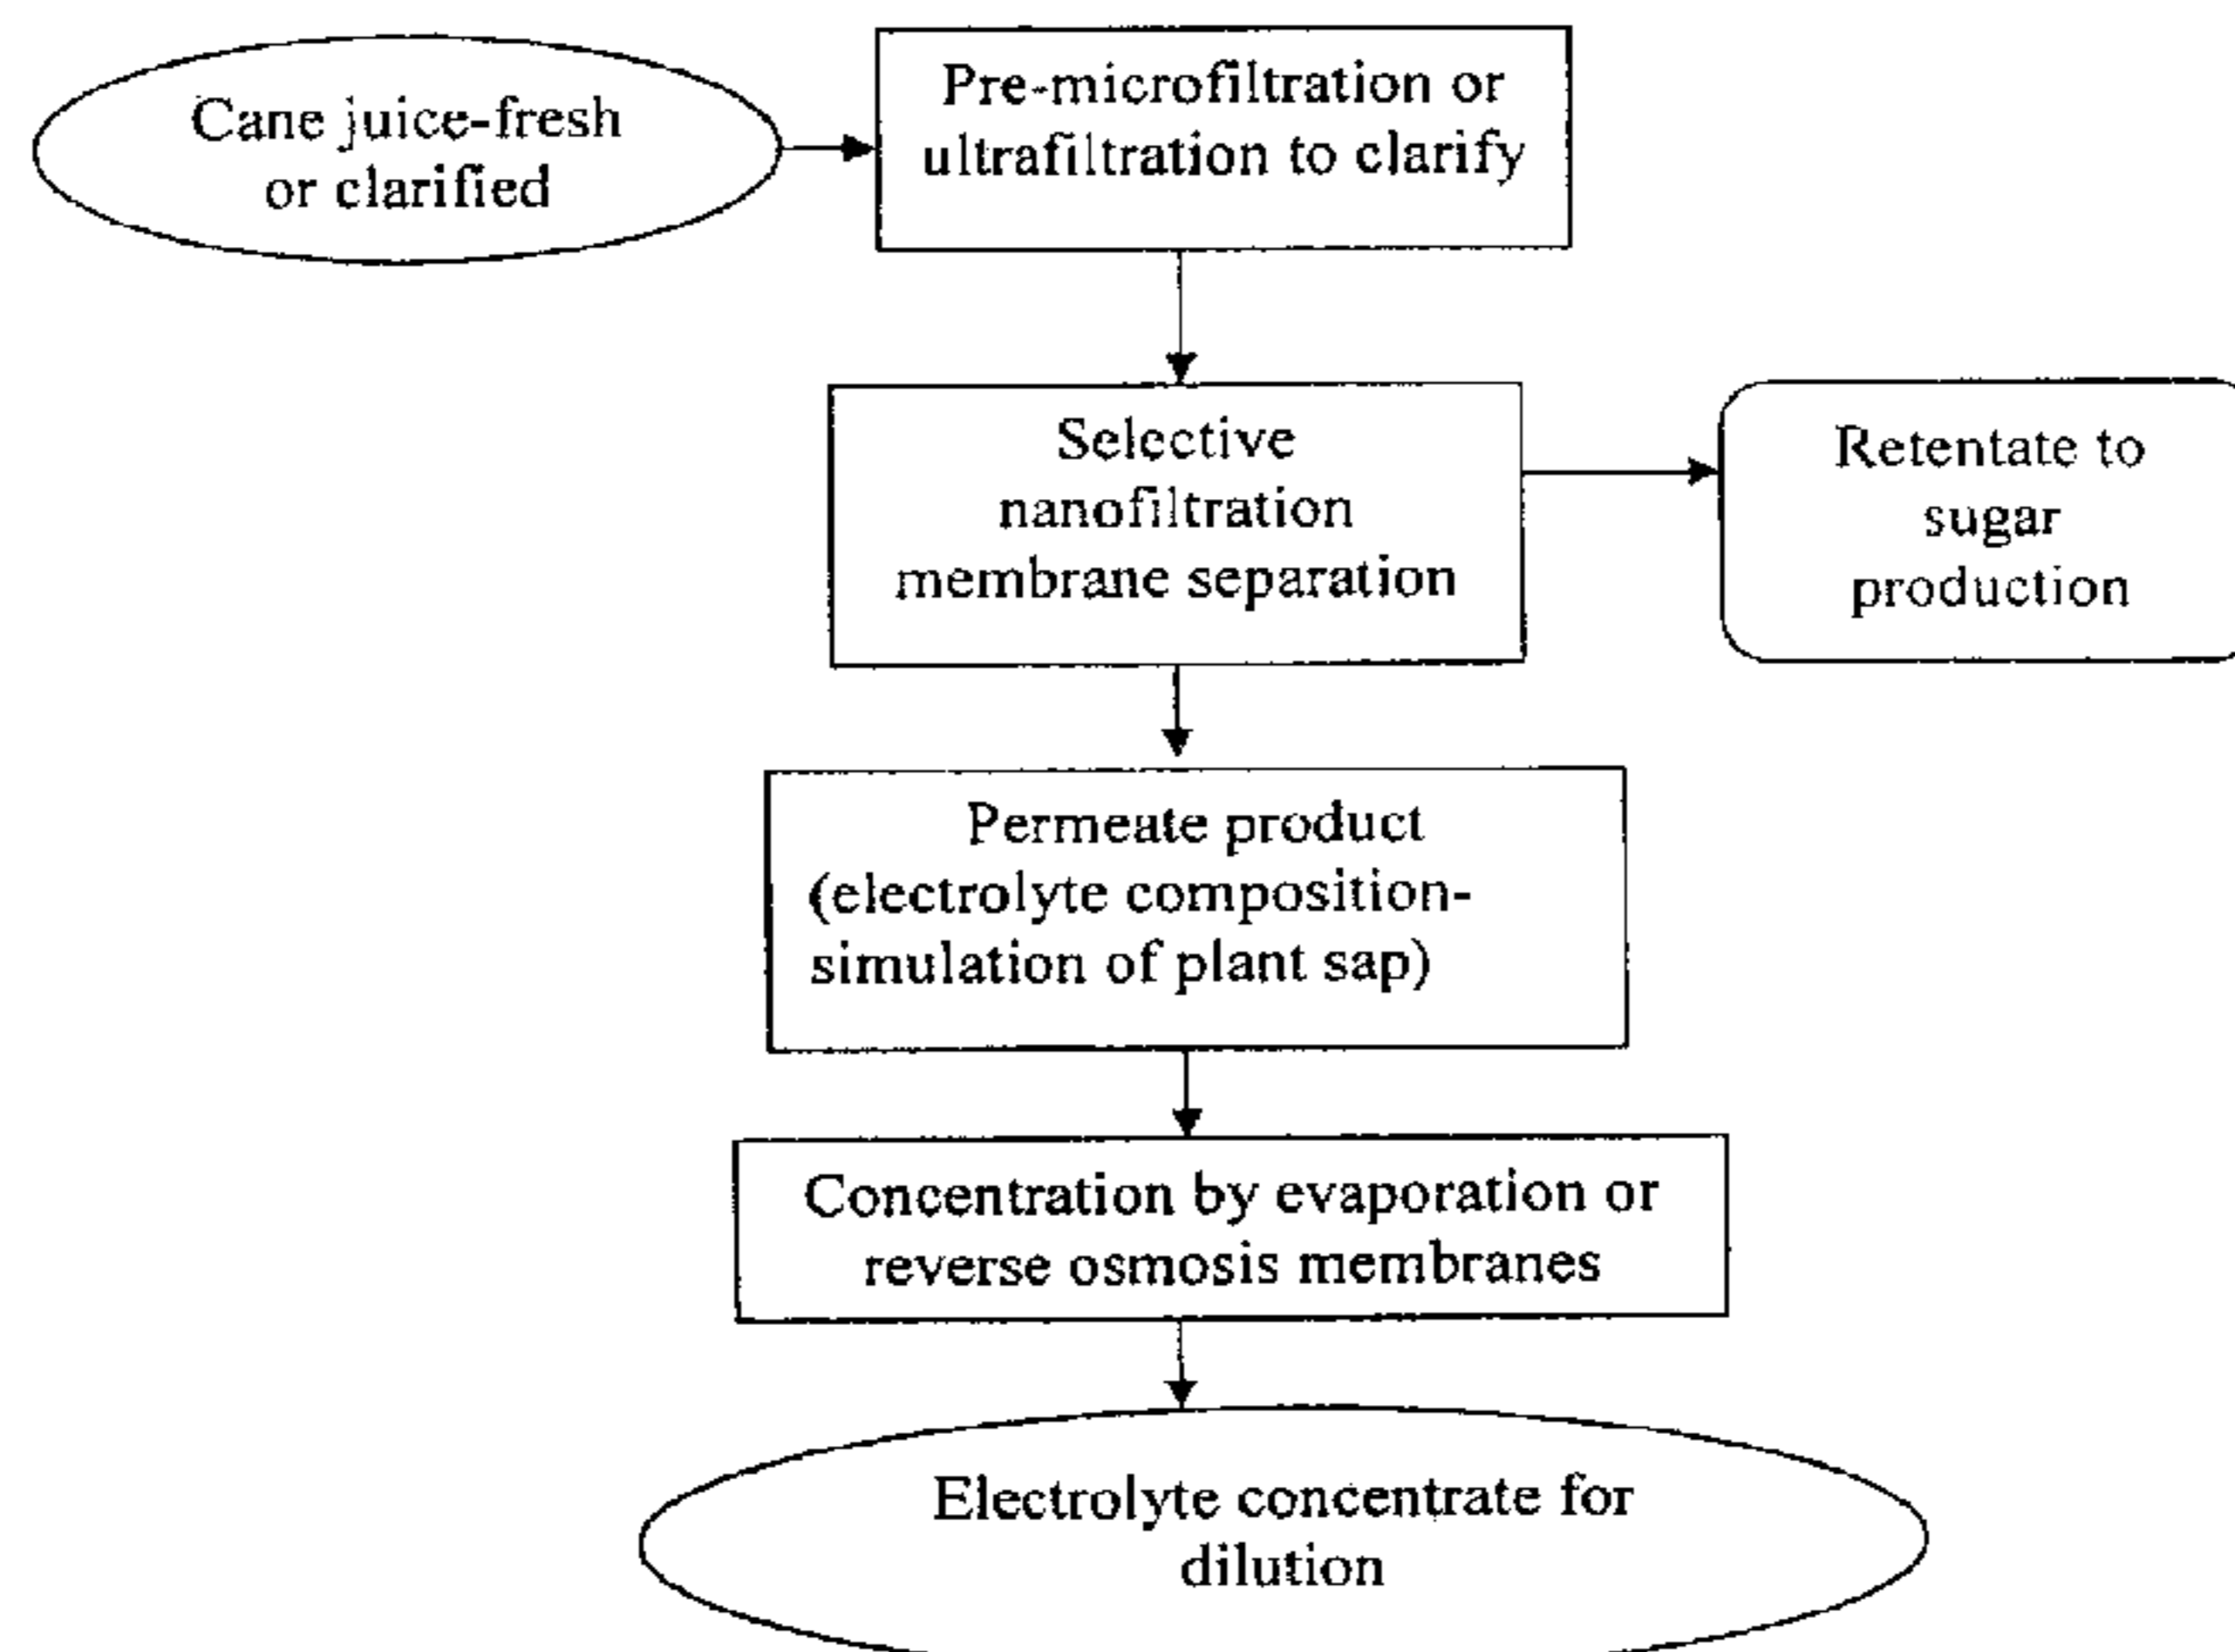 Cane juice-fresh
or clarified
Pre-microfiltration or
ultrafiltration to clarify
Selective
nanofiltration
membrane separation
Retentate to
sugar
production
Permeate product
(electrolyte composition-
simulation of plant sap)
Concentration by evaporation or
reverse osmosis membranes
Electrolyte concentrate for
dilution